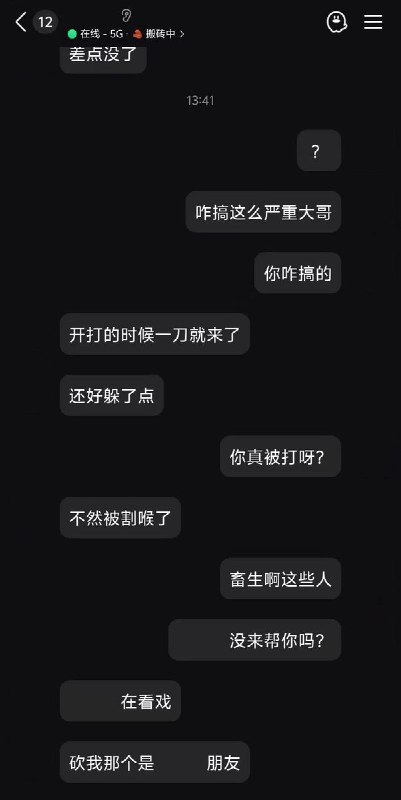 12
在线 - 5G · 搬砖中 >
差点没了
13:41
？
咋搞这么严重大哥
你咋搞的
开打的时候一刀就来了
还好躲了点
你真被打呀？
不然被割喉了
畜生啊这些人
没来帮你吗？
在看戏
砍我那个是 朋友